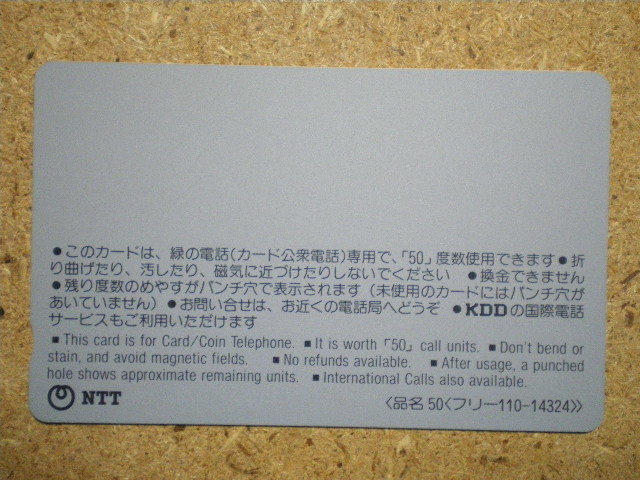 ●このカードは、緑の電話(カード公衆電話)専用で、「50」度数使用できます●折
り曲げたり、汚したり、磁気に近づけたりしないでください ●換金できません
●残り度数のめやすがパンチ穴で表示されます(未使用のカードにはパンチ穴が
あいていません) ●お問い合せは、お近くの電話局へどうぞ ●KDDの国際電話
サービスもご利用いただけます
■ This card is for Card/Coin Telephone. ■ It is worth「50」call units. ■ Don't bend or
stain, and avoid magnetic fields. ■ No refunds available. ■ After usage, a punched
hole shows approximate remaining units. ■ International Calls also available.
NTT 〈品名 50〈フリー110-14324〉〉